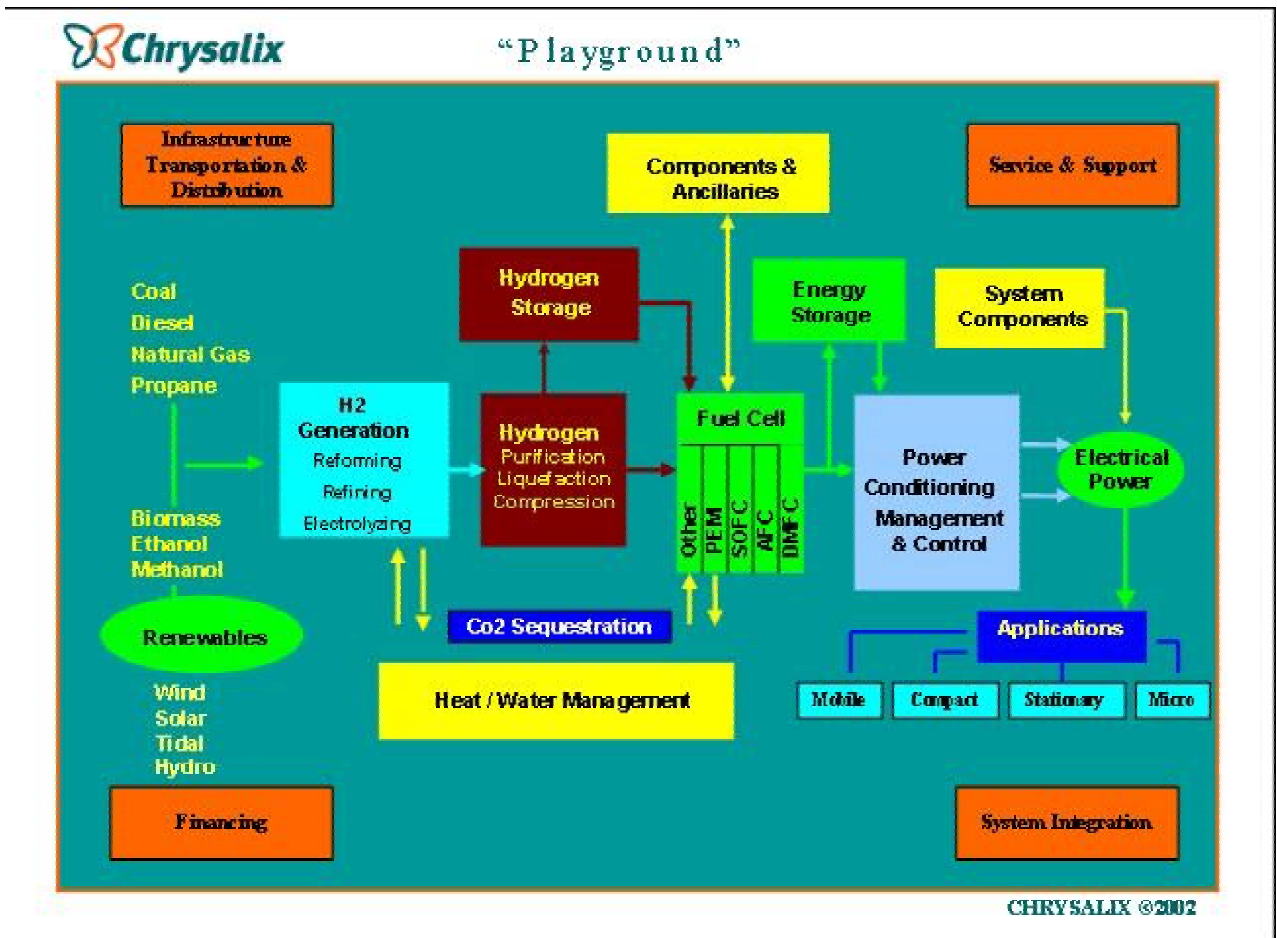 Chrysalix
“Playground”
Infrastructure
Transportation &
Distribution
Components &
Ancillaries
Service & Support
Coal
Diesel
Natural Gas
Propane
Hydrogen
Storage
Energy
Storage
System
Components
H2
Generation
Reforming
Refining
Electrolyzing
Hydrogen
Purification
Liquefaction
Compression
Fuel Cell
Other
PEM
SOFC
AFC
DMFC
Power
Conditioning
Management
& Control
Electrical
Power
Biomass
Ethanol
Methanol
Renewables
Wind
Solar
Tidal
Hydro
Co2 Sequestration
Heat / Water Management
Applications
Mobile
Compact
Stationary
Micro
Financing
System Integration
CHRYSALIX ©2002